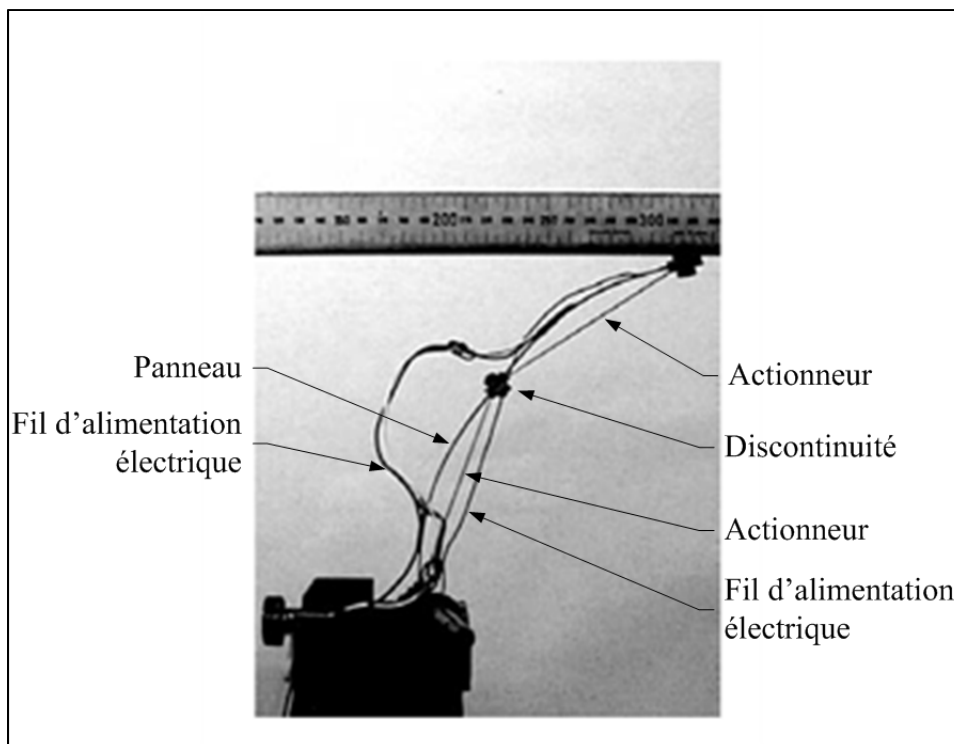 200
300
Panneau
Fil d’alimentation
électrique
Actionneur
Discontinuité
Actionneur
Fil d’alimentation
électrique